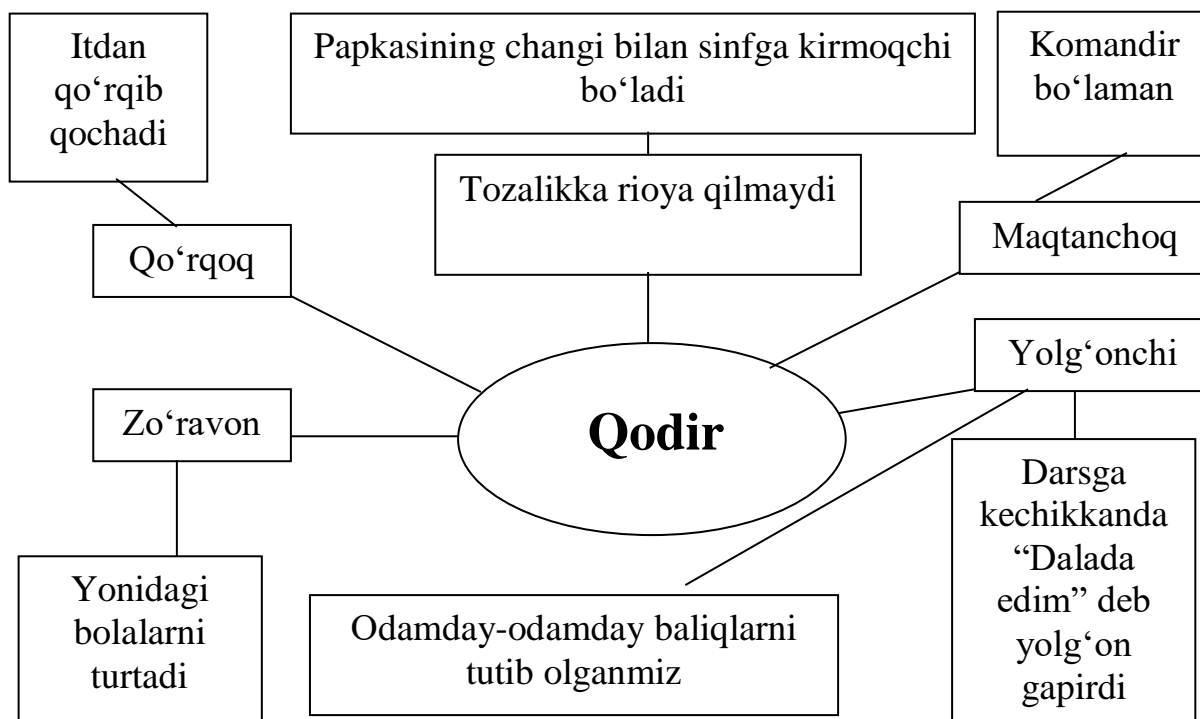 Itdan
qo‘rqib
qochadi
Papkasining changi bilan sinfga kirmoqchi
bo‘ladi
Komandir
bo‘laman
Tozalikka rioya qilmaydi
Qo‘rqoq
Maqtanchoq
Yolg‘onchi
Zo‘ravon
Qodir
Darsga
kechikkanda
“Dalada
edim” deb
yolg‘on
gapirdi
Yonidagi
bolalarni
turtadi
Odamday-odamday baliqlarni
tutib olganmiz